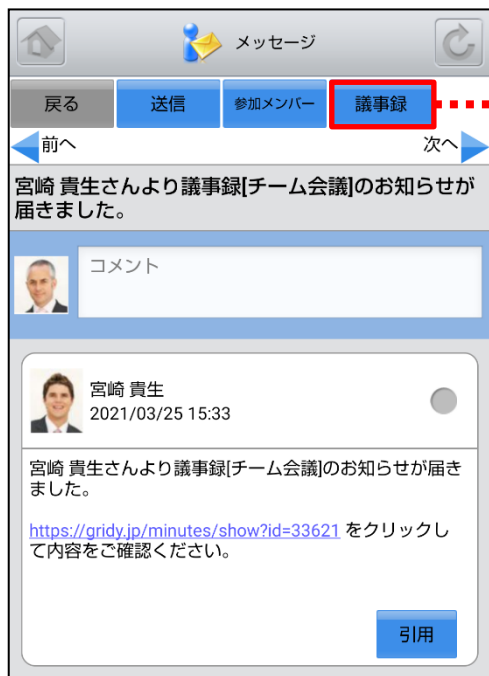 メッセージ
戻る 送信 参加メンバー 議事録
前へ 次へ
宮崎 貴生さんより議事録[チーム会議]のお知らせが
届きました。
コメント
宮崎 貴生
2021/03/25 15:33
宮崎 貴生さんより議事録[チーム会議]のお知らせが届き
ました。
https://gridy.jp/minutes/show?id=33621 をクリックし
て内容をご確認ください。
引用